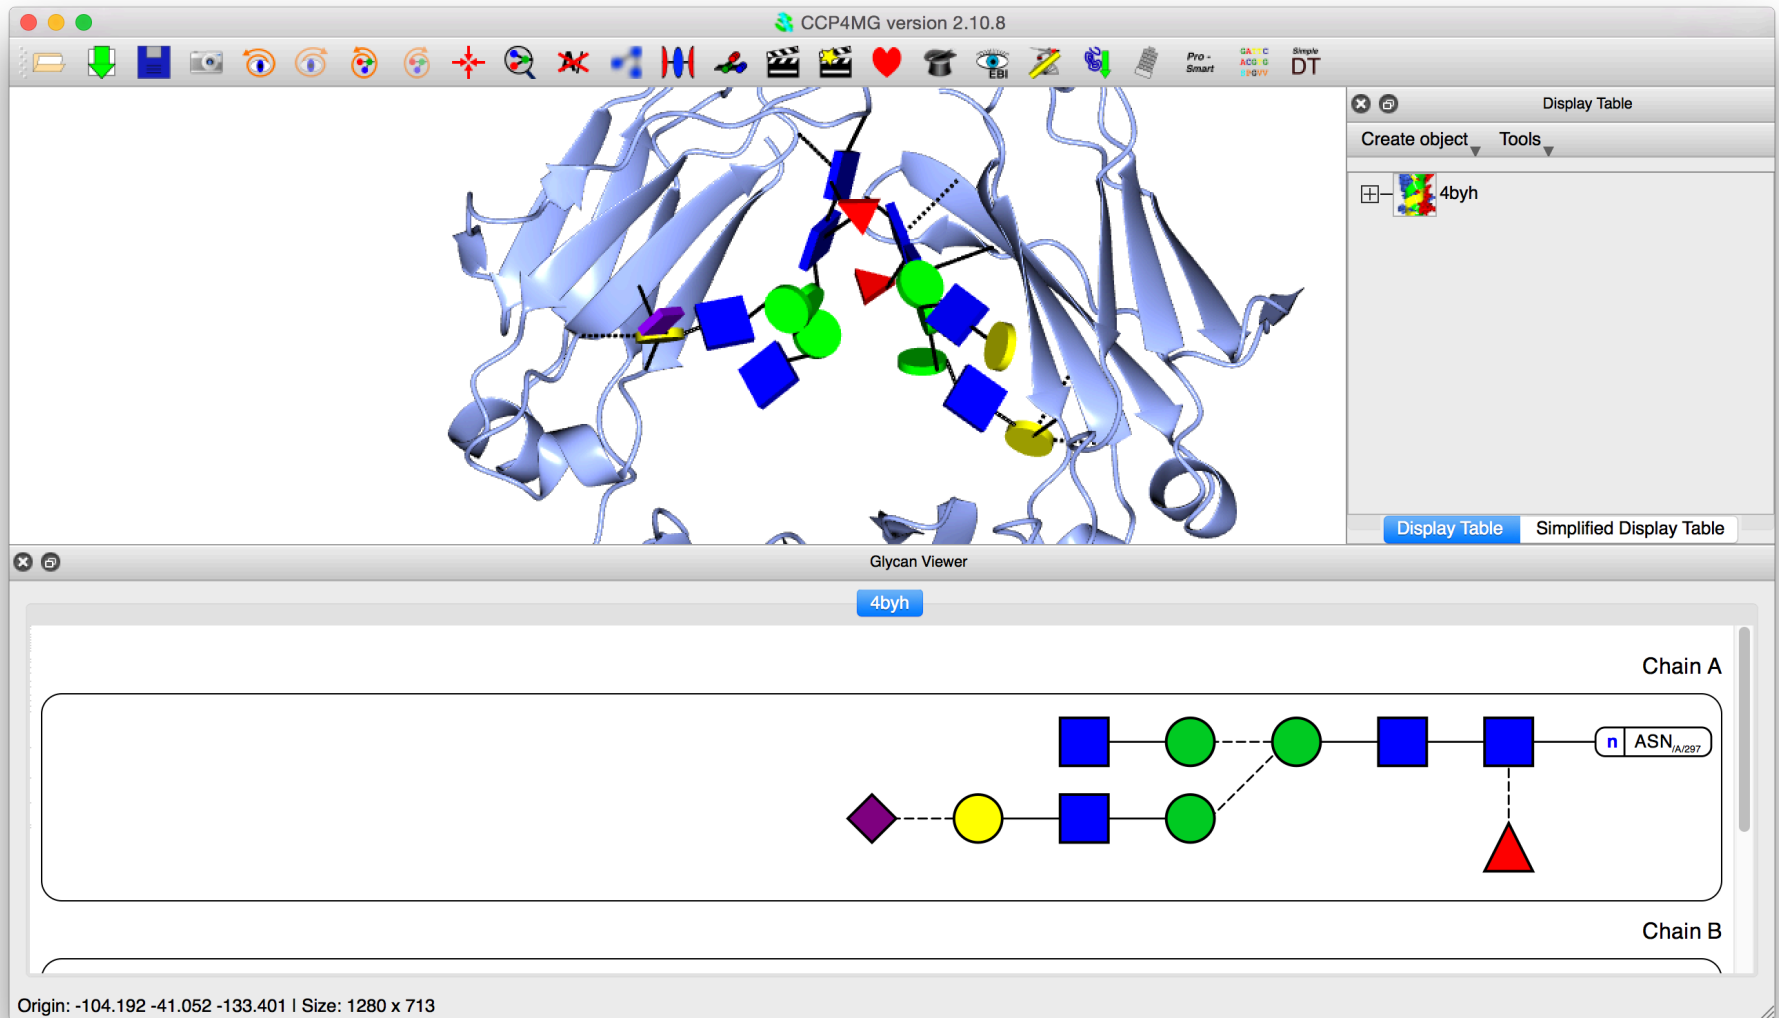 CCP4MG version 2.10.8
EBI
Pro -
Smart
Simple
DT
Display Table
Create object Tools
4byh
Display Table Simplified Display Table
Glycan Viewer
4byh
Chain A
n ASN/A/297
Chain B
Origin: -104.192 -41.052 -133.401 | Size: 1280 x 713